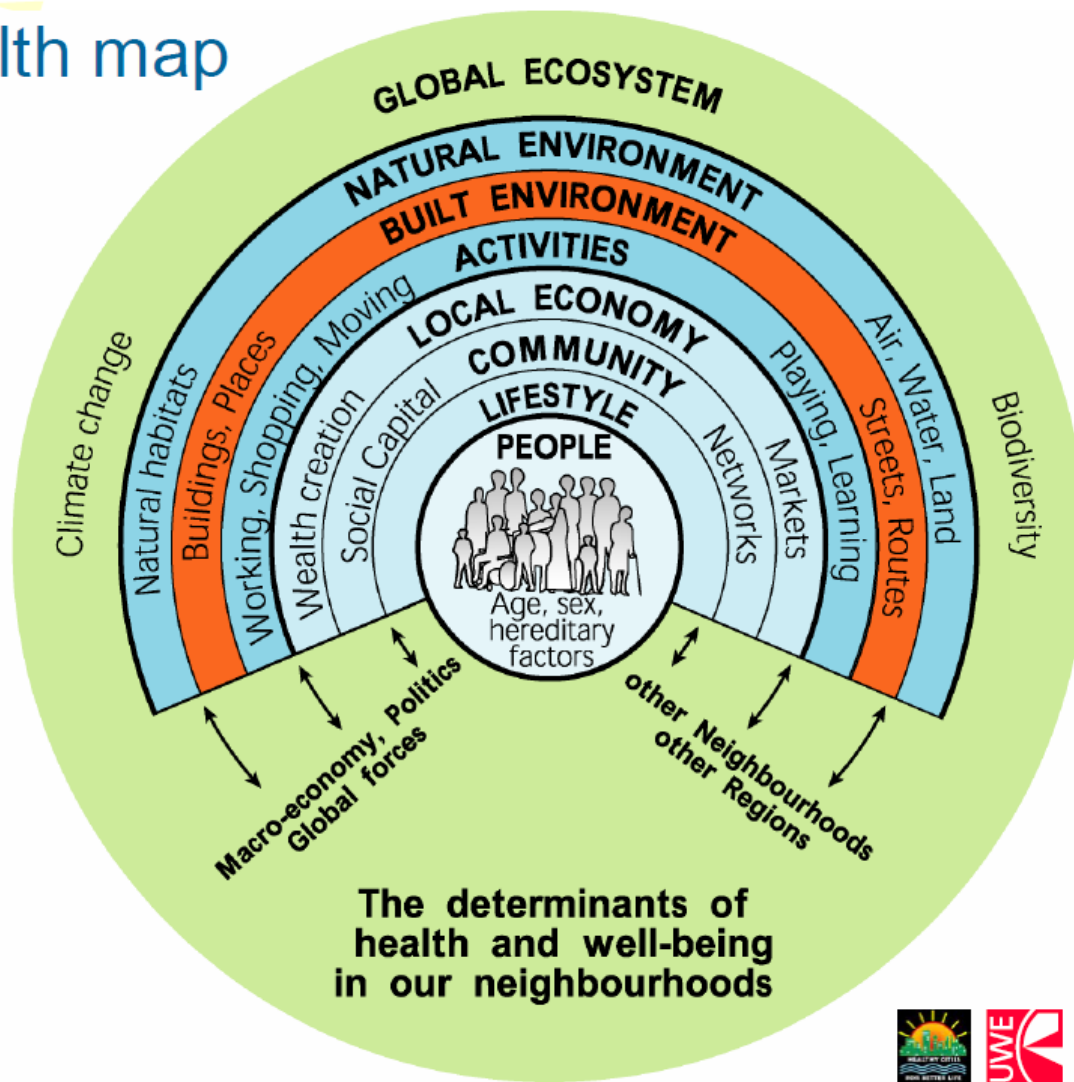 lth map
GLOBAL ECOSYSTEM
NATURAL ENVIRONMENT
BUILT ENVIRONMENT
ACTIVITIES
LOCAL ECONOMY
COMMUNITY
LIFESTYLE
PEOPLE
Age, sex,
hereditary
factors
Climate change
Natural habitats
Buildings, Places
Working, Shopping, Moving
Wealth creation
Social Capital
Networks
Markets
Playing, Learning
Streets, Routes
Air, Water, Land
Biodiversity
Macro-economy, Politics
Global forces
other Neighbourhoods
other Regions
The determinants of
health and well-being
in our neighbourhoods
HEALTHY CITIES
UWE